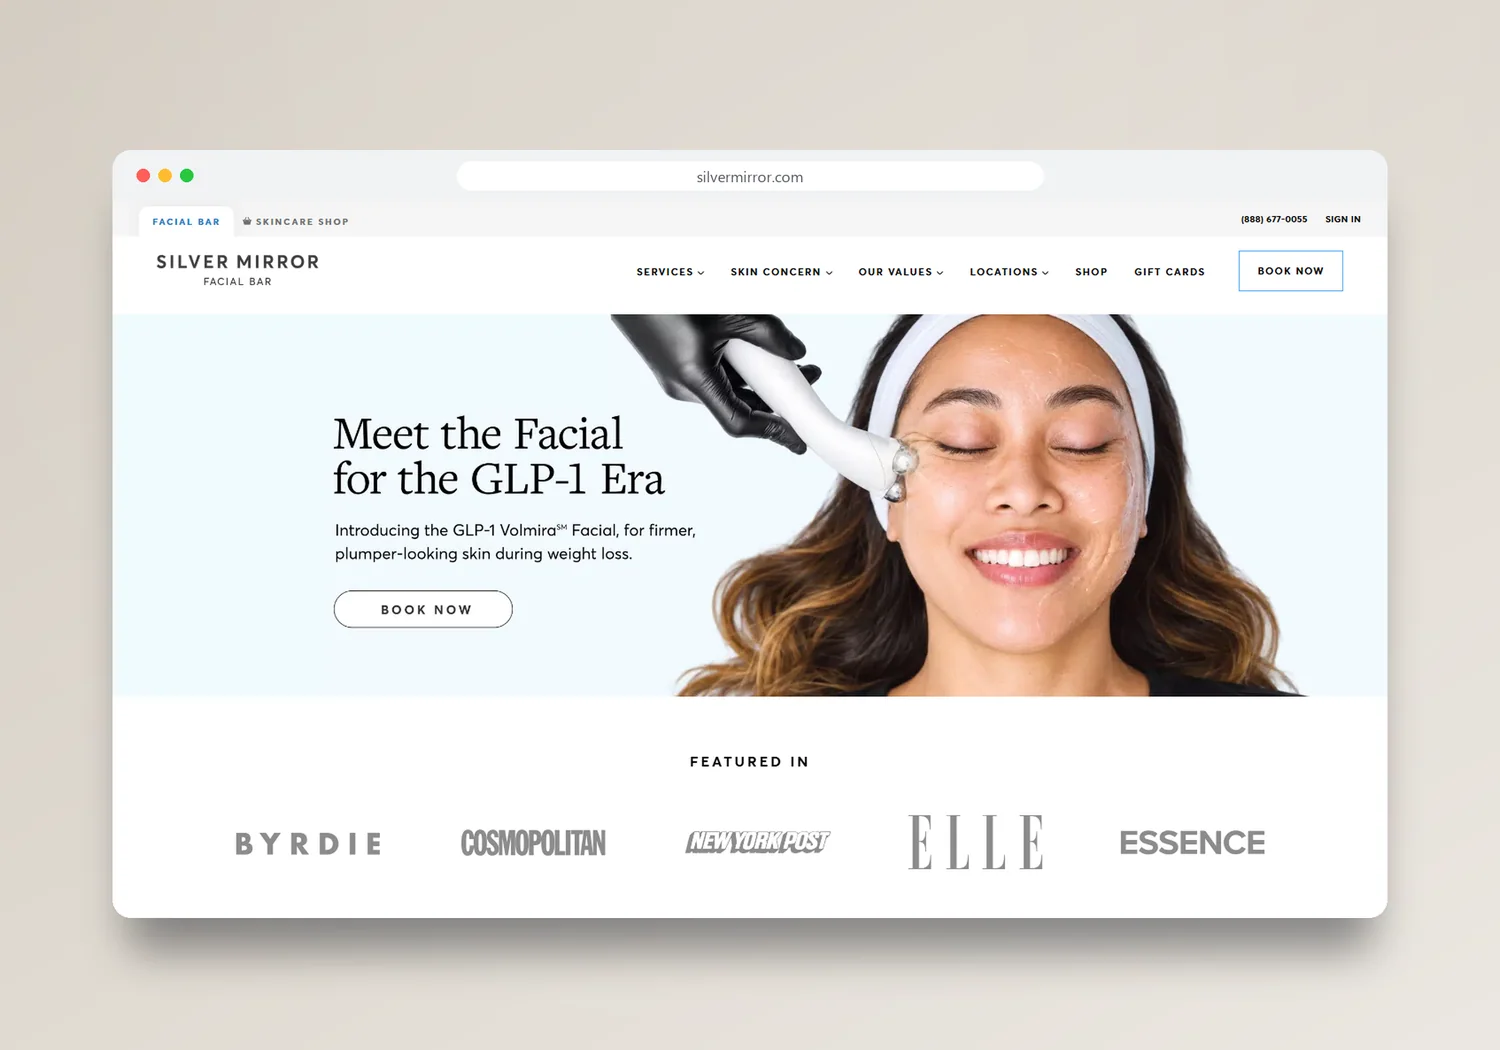 silvermirror.com
FACIAL BAR
SKINCARE SHOP
(888) 677-0055
SIGN IN
SILVER MIRROR
FACIAL BAR
SERVICES
SKIN CONCERN
OUR VALUES
LOCATIONS
SHOP
GIFT CARDS
BOOK NOW
Meet the Facial
for the GLP-1 Era
Introducing the GLP-1 Volmira℠ Facial, for firmer,
plumper-looking skin during weight loss.
BOOK NOW
FEATURED IN
BYRDIE
COSMOPOLITAN
NEW YORK POST
ELLE
ESSENCE